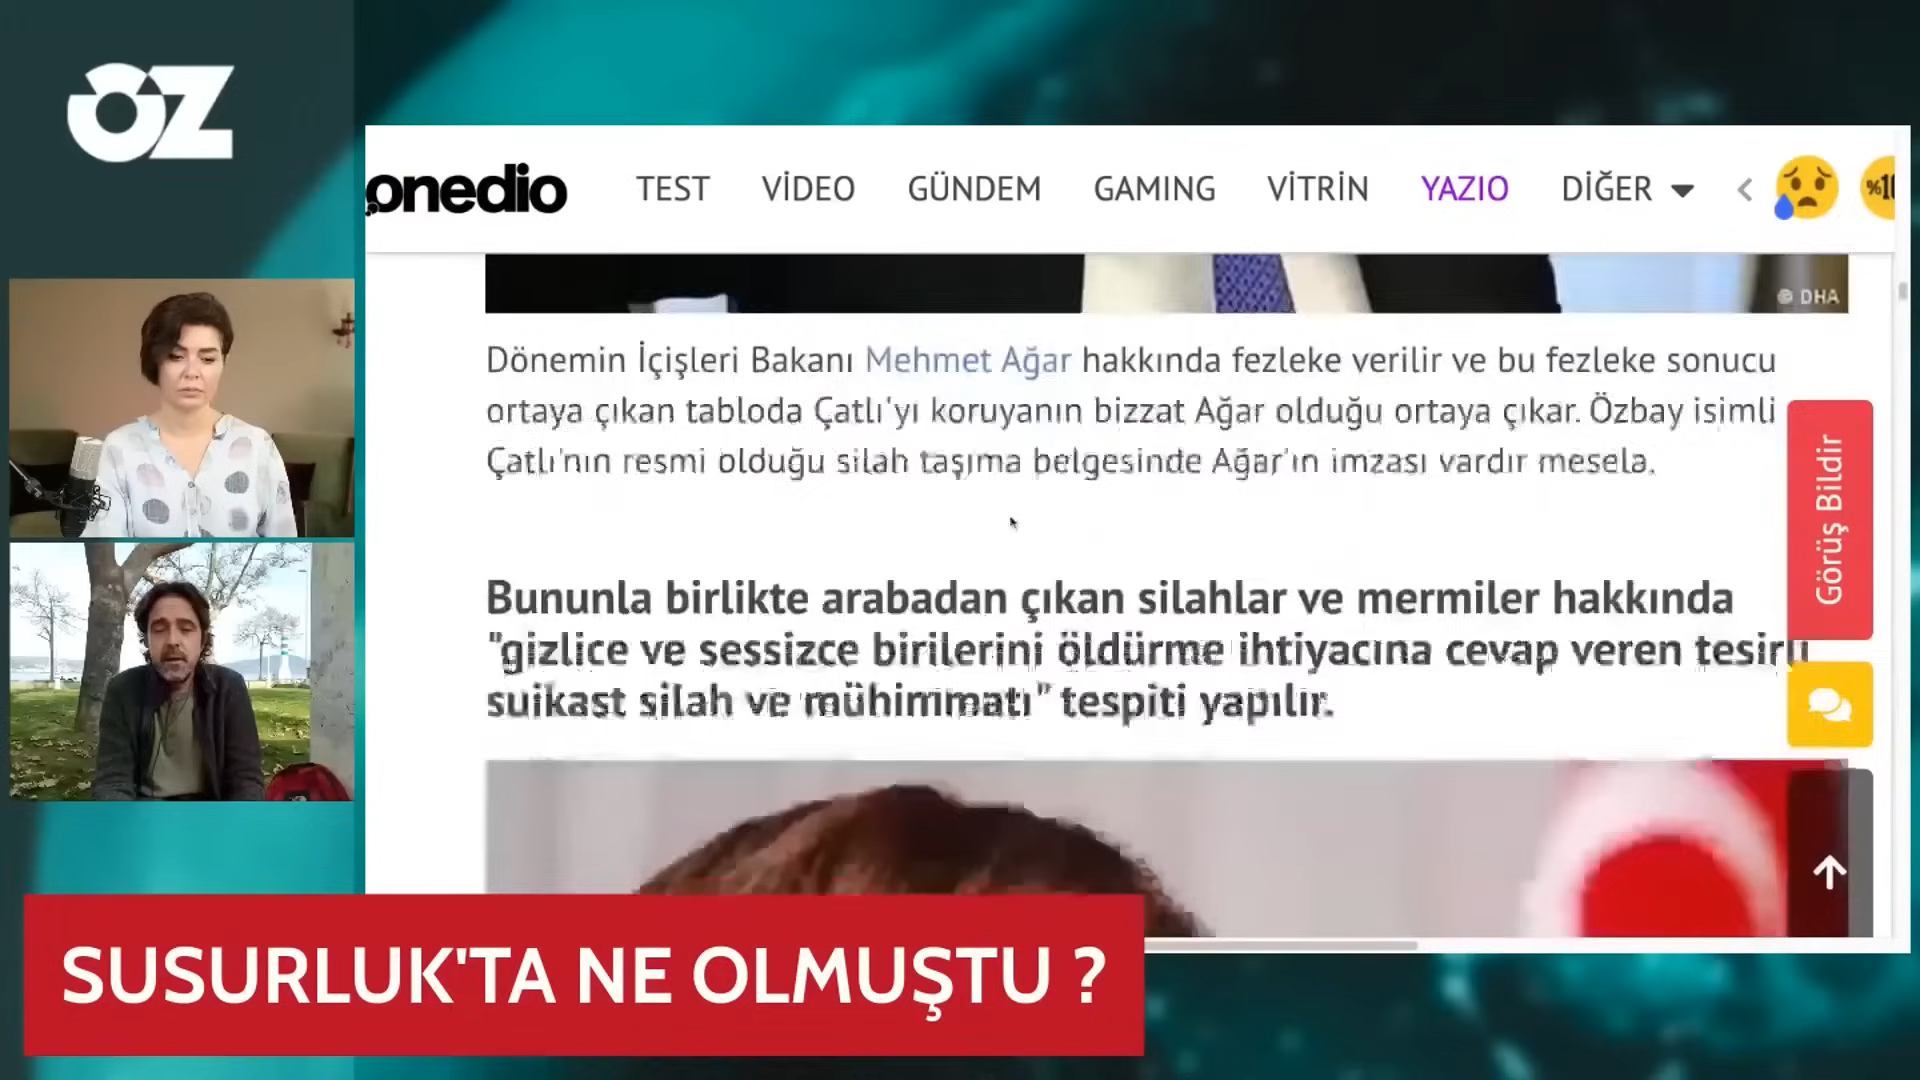 ÖZ
onedio
TEST VİDEO GÜNDEM GAMING VİTRİN YAZIO DİĞER
%10
© DHA
Dönemin İçişleri Bakanı Mehmet Ağar hakkında fezleke verilir ve bu fezleke sonucu
ortaya çıkan tabloda Çatlı'yı koruyanın bizzat Ağar olduğu ortaya çıkar. Özbay isimli
Çatlı'nın resmi olduğu silah taşıma belgesinde Ağar'ın imzası vardır mesela.
Görüş Bildir
Bununla birlikte arabadan çıkan silahlar ve mermiler hakkında
"gizlice ve sessizce birilerini öldürme ihtiyacına cevap veren tesirli
suikast silah ve mühimmatı" tespiti yapılır.
SUSURLUK'TA NE OLMUŞTU ?